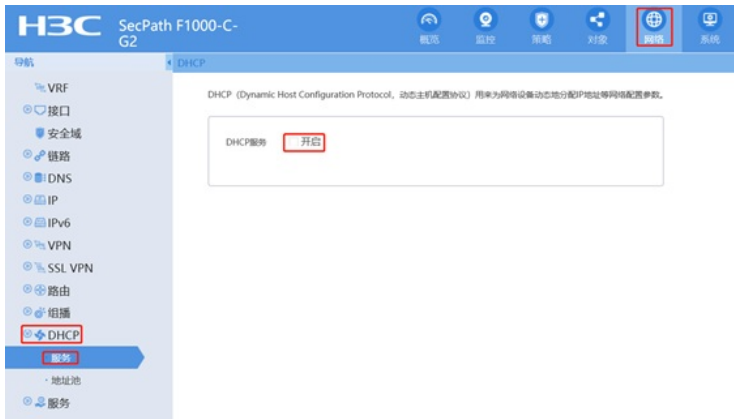 H3C SecPath F1000-C-
G2
概览 监控 策略 对象 网络 系统
导航 DHCP
VRF
接口
安全域
链路
DNS
IP
IPv6
VPN
SSL VPN
路由
组播
DHCP
服务
地址池
服务
DHCP（Dynamic Host Configuration Protocol，动态主机配置协议）用来为网络设备动态地分配IP地址等网络配置参数。
DHCP服务 开启